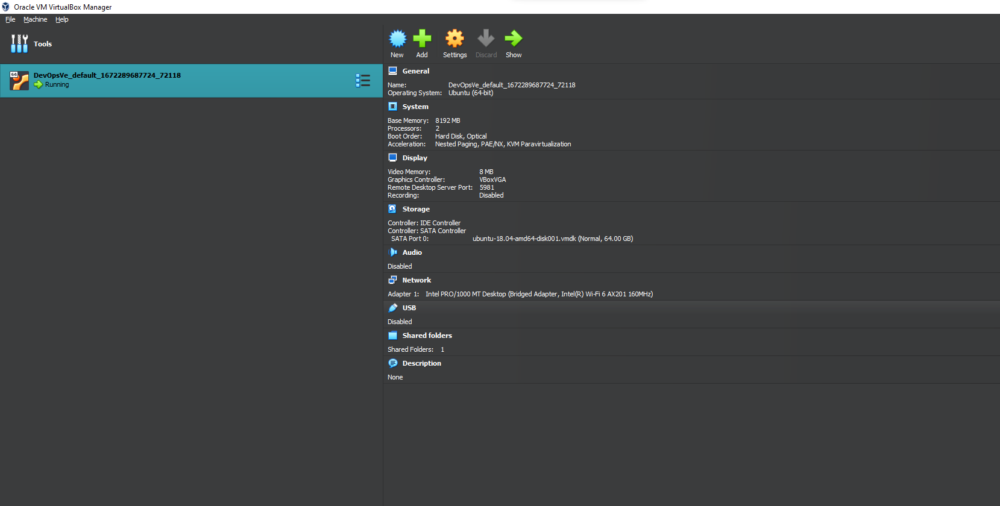 Oracle VM VirtualBox Manager
File Machine Help
Tools
New Add Settings Discard Show
64
DevOpsVe_default_1672289687724_72118
Running
General
Name: DevOpsVe_default_1672289687724_72118
Operating System: Ubuntu (64-bit)
System
Base Memory: 8192 MB
Processors: 2
Boot Order: Hard Disk, Optical
Acceleration: Nested Paging, PAE/NX, KVM Paravirtualization
Display
Video Memory: 8 MB
Graphics Controller: VBoxVGA
Remote Desktop Server Port: 5981
Recording: Disabled
Storage
Controller: IDE Controller
Controller: SATA Controller
SATA Port 0: ubuntu-18.04-amd64-disk001.vmdk (Normal, 64.00 GB)
Audio
Disabled
Network
Adapter 1: Intel PRO/1000 MT Desktop (Bridged Adapter, Intel(R) Wi-Fi 6 AX201 160MHz)
USB
Disabled
Shared folders
Shared Folders: 1
Description
None